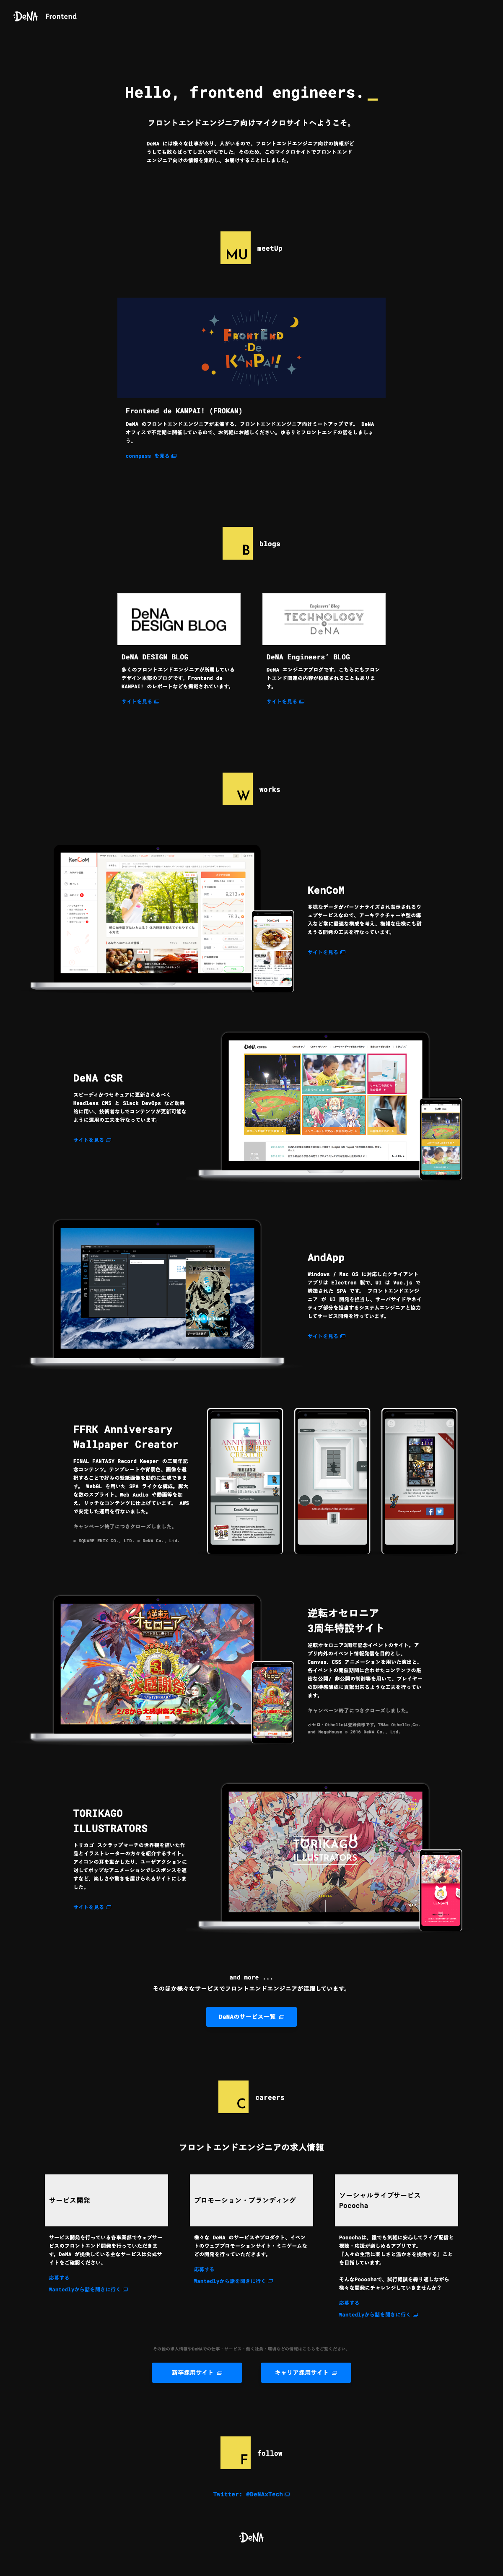 :DeNA Frontend
Hello, frontend engineers._
フロントエンドエンジニア向けマイクロサイトへようこそ。
DeNA には様々な仕事があり、人がいるので、フロントエンドエンジニア向けの情報がど
うしても散らばってしまいがちでした。そのため、このマイクロサイトでフロントエンド
エンジニア向けの情報を集約し、お届けすることにしました。
MU
meetUp
FRONTEND
:De
KANPAI!!
Frontend de KANPAI! (FROKAN)
DeNA のフロントエンドエンジニアが主催する、フロントエンドエンジニア向けミートアップです。 DeNA
オフィスで不定期に開催しているので、お気軽にお越しください。ゆるりとフロントエンドの話をしましょ
う。
connpass を見る
B
blogs
DeNA
DESIGN BLOG
DeNA DESIGN BLOG
多くのフロントエンドエンジニアが所属している
デザイン本部のブログです。Frontend de
KANPAI! のレポートなども掲載されています。
サイトを見る
Engineers' Blog
TECHNOLOGY
DeNA
DeNA Engineers' BLOG
DeNA エンジニアブログです。こちらにもフロン
トエンド関連の内容が投稿されることもありま
す。
サイトを見る
W
works
KenCoM
KenCoM
多様なデータがパーソナライズされ表示されるウ
ェブサービスなので、アーキテクチャーや型の導
入など常に最適な構成を考え、複雑な仕様にも耐
えうる開発の工夫を行なっています。
サイトを見る
DeNA CSR
スピーディかつセキュアに更新されるべく
Headless CMS と Slack DevOps など効果
的に用い、技術者なしでコンテンツが更新可能な
ように運用の工夫を行なっています。
サイトを見る
AndApp
Windows / Mac OS に対応したクライアント
アプリは Electron 製で、UI は Vue.js で
構築された SPA です。 フロントエンドエンジ
ニア が UI 開発を担当し、サーバサイドやネイ
ティブ部分を担当するシステムエンジニアと協力
してサービス開発を行っています。
サイトを見る
FFRK Anniversary
Wallpaper Creator
FINAL FANTASY Record Keeper の三周年記
念コンテンツ。テンプレートや背景色、画像を選
択することで好みの壁紙画像を動的に生成できま
す。 WebGL を用いた SPA ライクな構成。膨大
な数のスプライト、Web Audio や動画等を加
え、リッチなコンテンツに仕上げています。 AWS
で安定した運用を行ないました。
キャンペーン終了につきクローズしました。
© SQUARE ENIX CO., LTD. © DeNA Co., Ltd.
ANNIVERSARY
WALLPAPER
CREATOR
Create Wallpaper
逆転
オセロニア
大感謝祭
ANNIVERSARY
2/8から大感謝祭スタート!
逆転オセロニア
3周年特設サイト
逆転オセロニア3周年記念イベントのサイト。ア
プリ内外のイベント情報発信を目的とし、
Canvas、CSS アニメーションを用いた演出と、
各イベントの開催期間に合わせたコンテンツの厳
密な公開/ 非公開の制御等を用いて、プレイヤー
の期待感醸成に貢献出来るような工夫を行ってい
ます。
キャンペーン終了につきクローズしました。
オセロ・Othelloは登録商標です。TM&© Othello,Co.
and MegaHouse © 2016 DeNA Co., Ltd.
TORIKAGO
ILLUSTRATORS
トリカゴ スクラップマーチの世界観を描いた作
品とイラストレーターの方々を紹介するサイト。
アイコンの耳を動かしたり、ユーザアクションに
対してポップなアニメーションでレスポンスを返
すなど、楽しさや驚きを届けられるサイトにしま
した。
サイトを見る
TORIKAGO
ILLUSTRATORS
and more ...
そのほか様々なサービスでフロントエンドエンジニアが活躍しています。
DeNAのサービス一覧
C
careers
フロントエンドエンジニアの求人情報
サービス開発
サービス開発を行っている各事業部でウェブサー
ビスのフロントエンド開発を行っていただきま
す。DeNA が提供している主なサービスは公式サ
イトをご確認ください。
応募する
Wantedlyから話を聞きに行く
プロモーション・ブランディング
様々な DeNA のサービスやプロダクト、イベン
トのウェブプロモーションサイト・ミニゲームな
どの開発を行っていただきます。
応募する
Wantedlyから話を聞きに行く
ソーシャルライブサービス
Pococha
Pocochaは、誰でも気軽に安心してライブ配信と
視聴・応援が楽しめるアプリです。
「人々の生活に楽しさと温かさを提供する」こと
を目指しています。
そんなPocochaで、試行錯誤を繰り返しながら
様々な開発にチャレンジしていきませんか？
応募する
Wantedlyから話を聞きに行く
その他の求人情報やDeNAでの仕事・サービス・働く社員・環境などの情報はこちらをご覧ください。
新卒採用サイト
キャリア採用サイト
F
follow
Twitter: @DeNAxTech
:DeNA